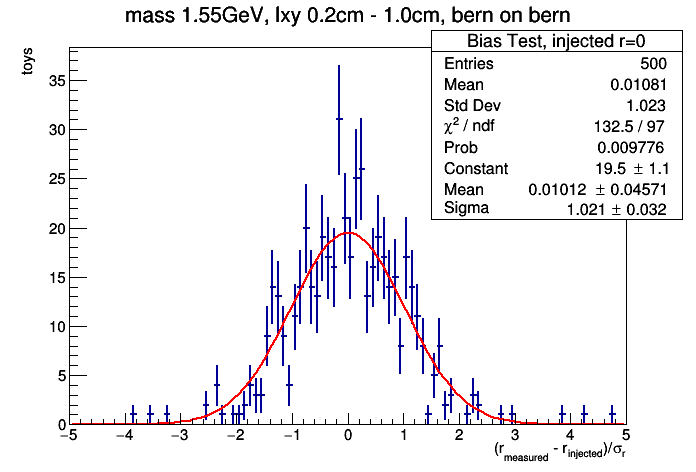 mass 1.55GeV, lxy 0.2cm - 1.0cm, bern on bern
Bias Test, injected r=0
Entries 500
Mean 0.01081
Std Dev 1.023
χ² / ndf 132.5 / 97
Prob 0.009776
Constant 19.5 ± 1.1
Mean 0.01012 ± 0.04571
Sigma 1.021 ± 0.032
toys
35
30
25
20
15
10
5
0
−5 −4 −3 −2 −1 0 1 2 3 4 5
(r_measured - r_injected)/σ_r